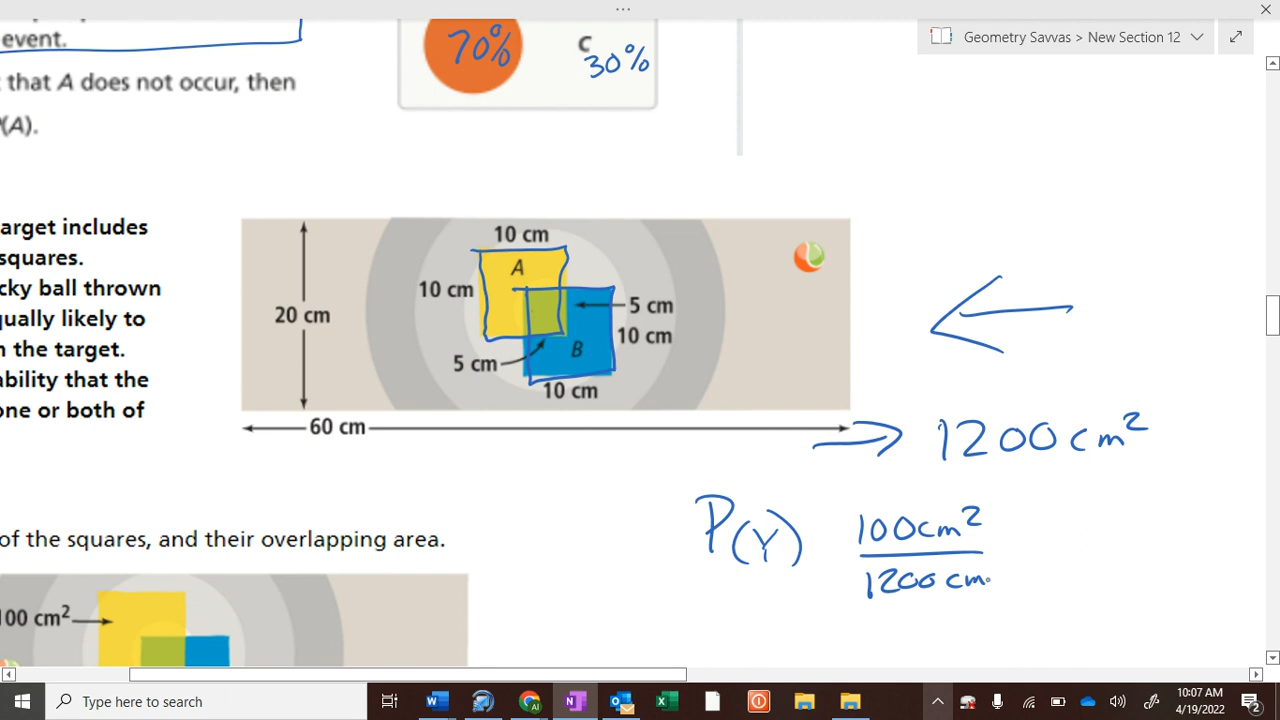 Geometry Savvas > New Section 12
event.
70%
C
30%
that A does not occur, then
(A).
arget includes
squares.
cky ball thrown
qually likely to
n the target.
ability that the
one or both of
10 cm
A
10 cm
20 cm
5 cm
10 cm
B
5 cm
10 cm
60 cm
1200 cm²
P(Y) 100cm²
1200 cm
of the squares, and their overlapping area.
100 cm²
Type here to search
10:07 AM
4/19/2022
2